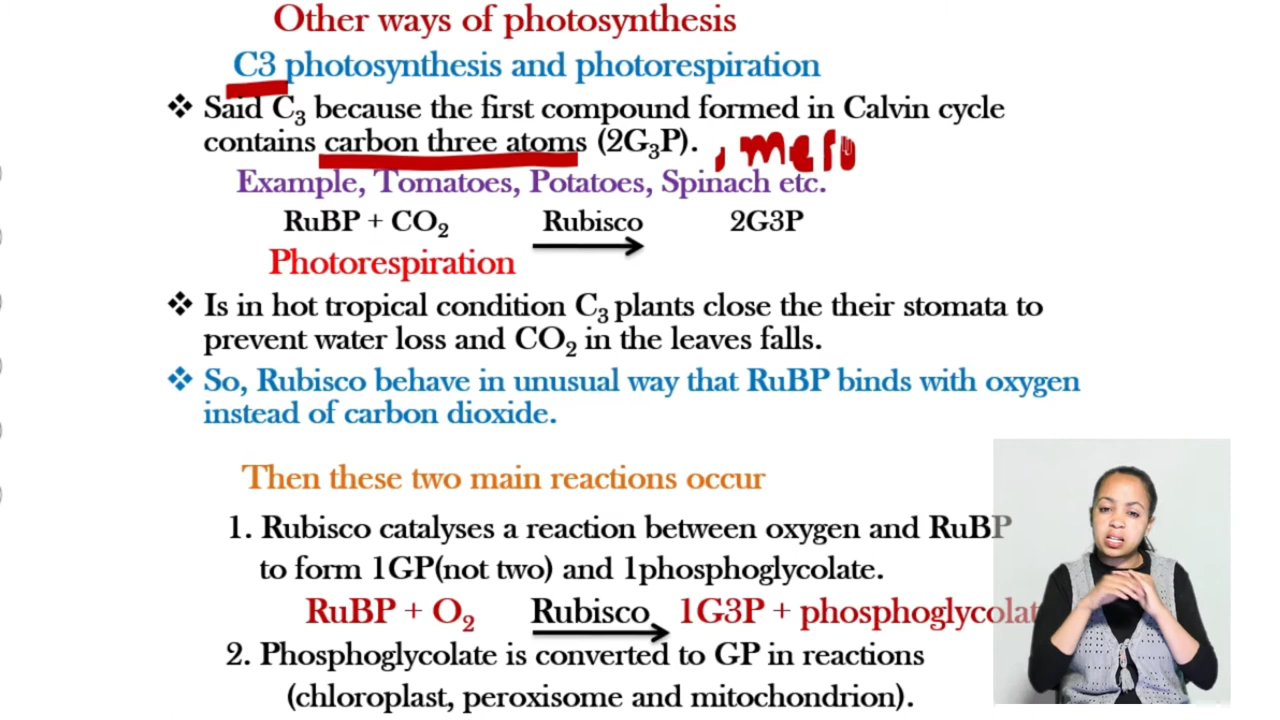 Other ways of photosynthesis
C3 photosynthesis and photorespiration
❖ Said C₃ because the first compound formed in Calvin cycle
contains carbon three atoms (2G₃P).
Example, Tomatoes, Potatoes, Spinach etc.
RuBP + CO₂ Rubisco 2G3P
Photorespiration
❖ Is in hot tropical condition C₃ plants close the their stomata to
prevent water loss and CO₂ in the leaves falls.
❖ So, Rubisco behave in unusual way that RuBP binds with oxygen
instead of carbon dioxide.
Then these two main reactions occur
1. Rubisco catalyses a reaction between oxygen and RuBP
to form 1GP(not two) and 1phosphoglycolate.
RuBP + O₂ Rubisco 1G3P + phosphoglycolat
2. Phosphoglycolate is converted to GP in reactions
(chloroplast, peroxisome and mitochondrion).